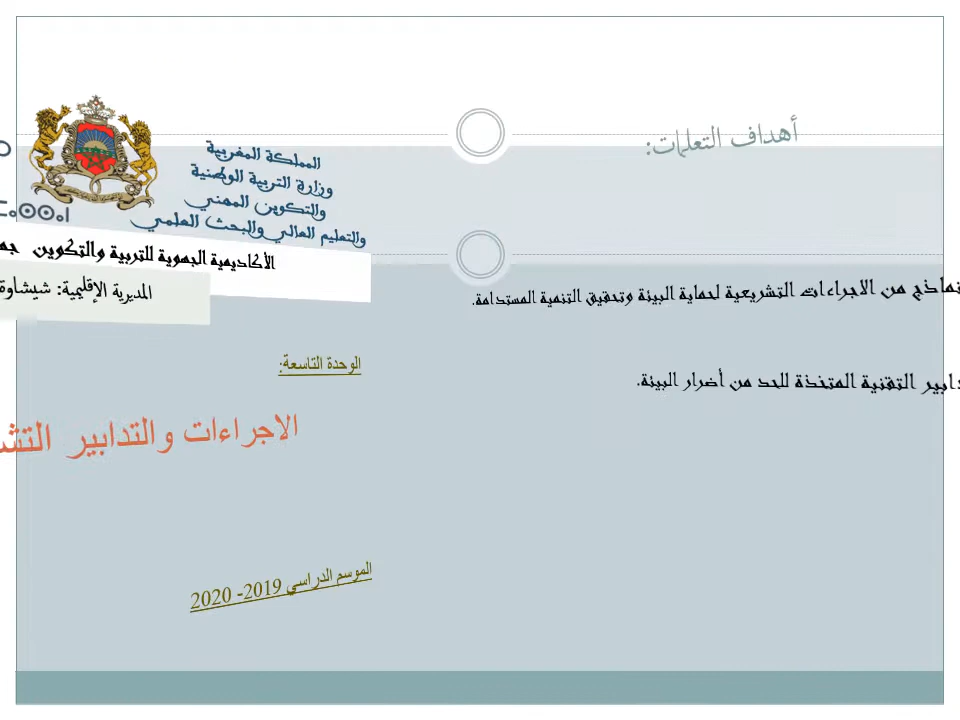 المملكة المغربية
وزارة التربية الوطنية
والتكوين المهني
والتعليم العالي والبحث العلمي
الأكاديمية الجهوية للتربية والتكوين
المديرية الإقليمية: شيشاوة
الوحدة التاسعة:
الاجراءات والتدابير
الموسم الدراسي 2019- 2020
أهداف التعلمات:
نماذج من الاجراءات التشريعية لحماية البيئة وتحقيق التنمية المستدامة.
التقنية المتخذة للحد من أضرار البيئة.